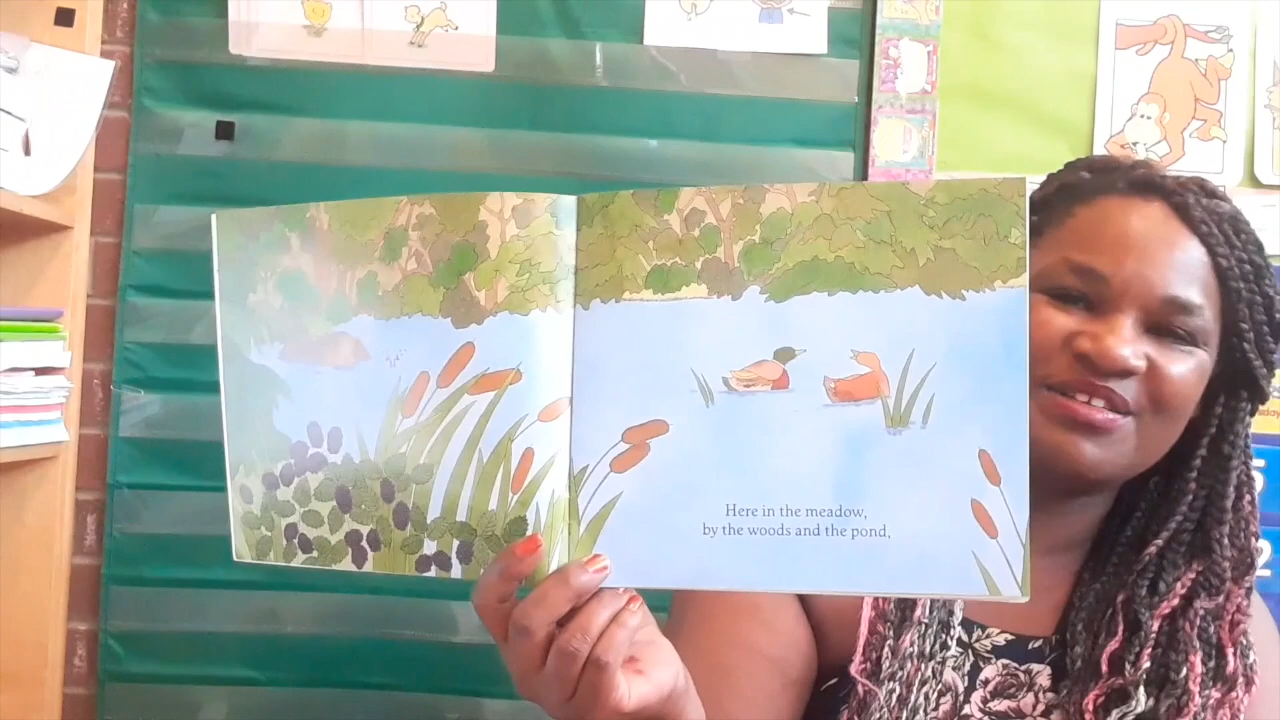 Here in the meadow,
by the woods and the pond,